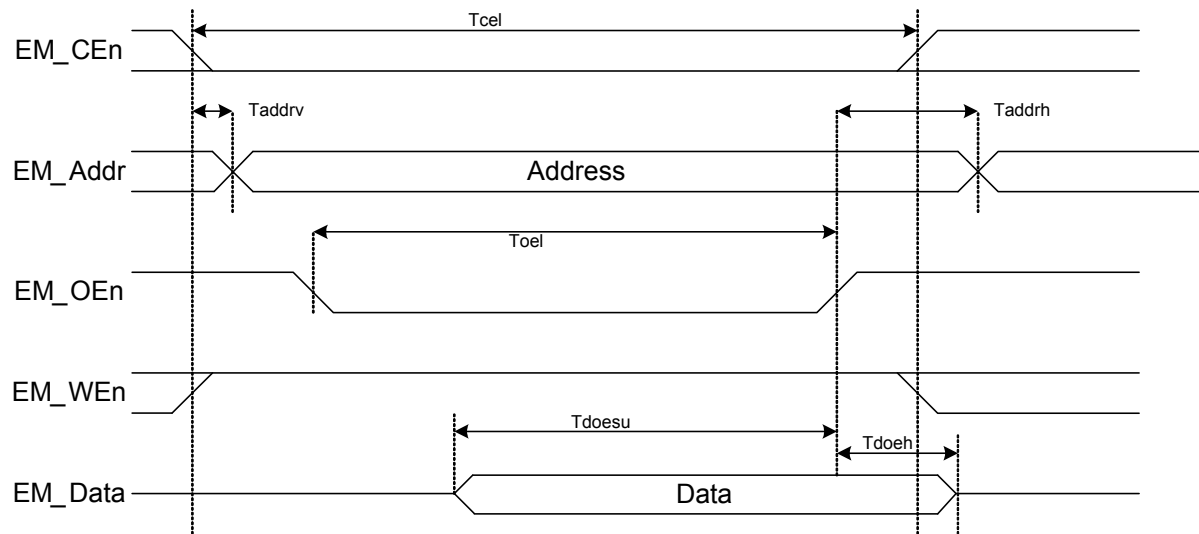 Tcel
EM_CEn
Taddrv
Taddrh
EM_Addr
Address
Toel
EM_OEn
EM_WEn
Tdoesu
Tdoeh
EM_Data
Data